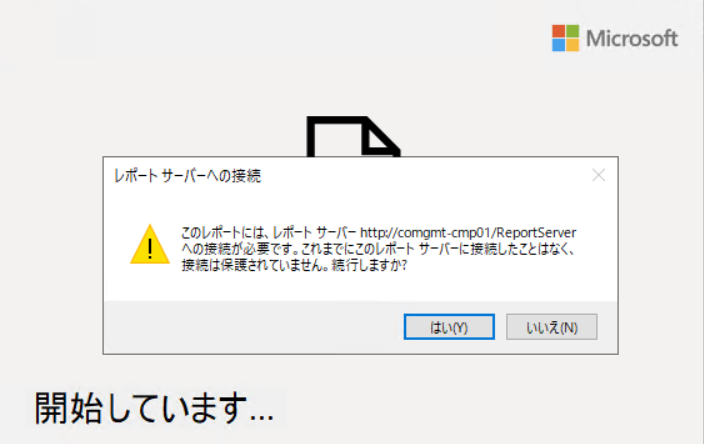 Microsoft
レポート サーバーへの接続
このレポートには、レポート サーバー http://comgmt-cmp01/ReportServer
への接続が必要です。これまでにこのレポート サーバーに接続したことはなく、
接続は保護されていません。続行しますか?
はい(Y) いいえ(N)
開始しています...